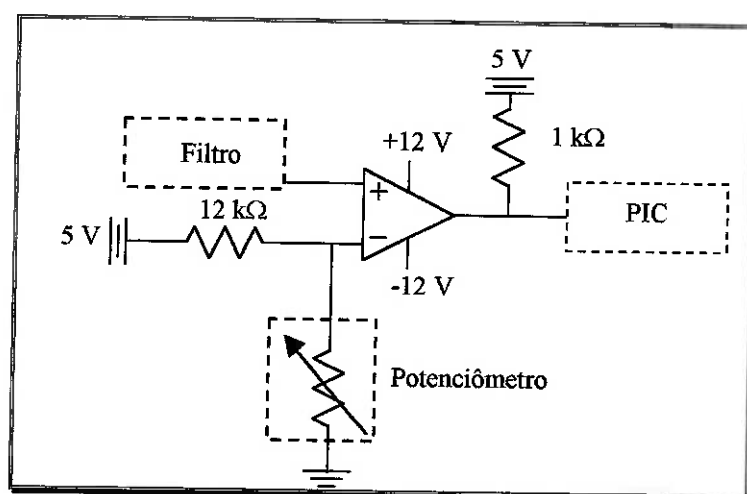 5 V
+12 V
1 kΩ
Filtro
+
PIC
12 kΩ
5 V
−
-12 V
Potenciômetro